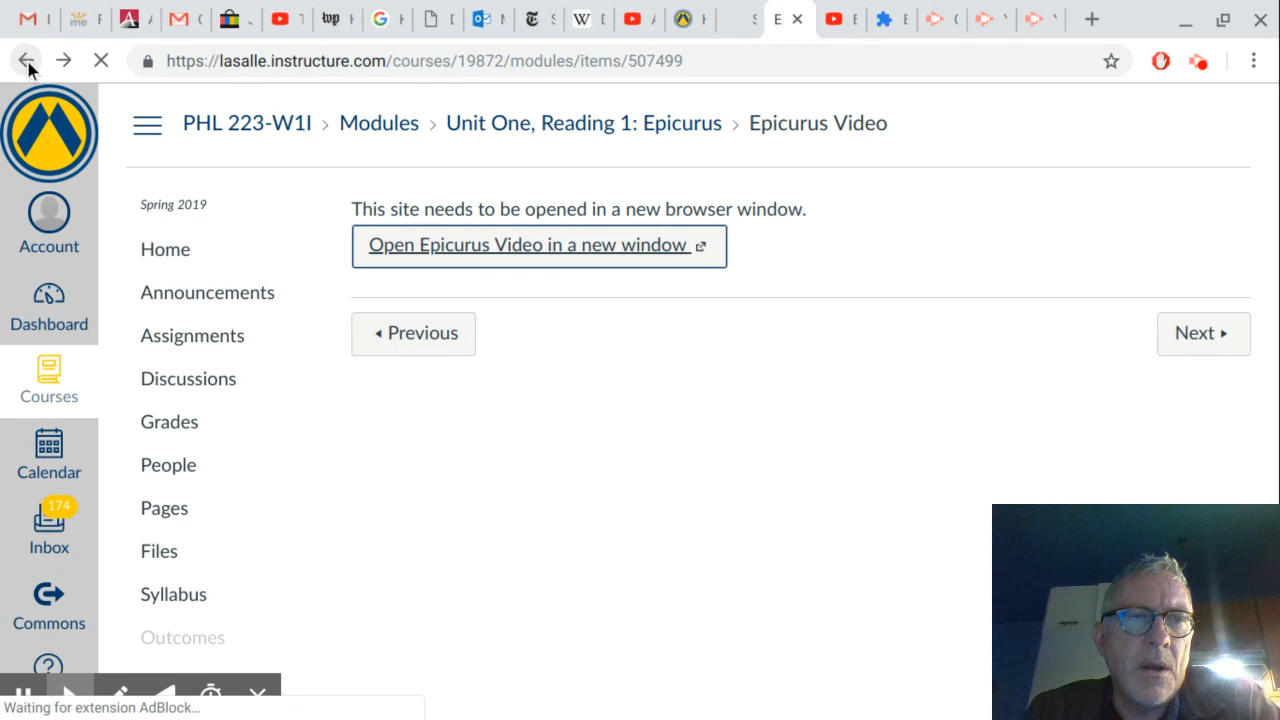 https://lasalle.instructure.com/courses/19872/modules/items/507499
PHL 223-W1I › Modules › Unit One, Reading 1: Epicurus › Epicurus Video
Spring 2019
Home
Announcements
Assignments
Discussions
Grades
People
Pages
Files
Syllabus
Outcomes
This site needs to be opened in a new browser window.
Open Epicurus Video in a new window
Previous
Next
Account
Dashboard
Courses
Calendar
174
Inbox
Commons
Waiting for extension AdBlock...